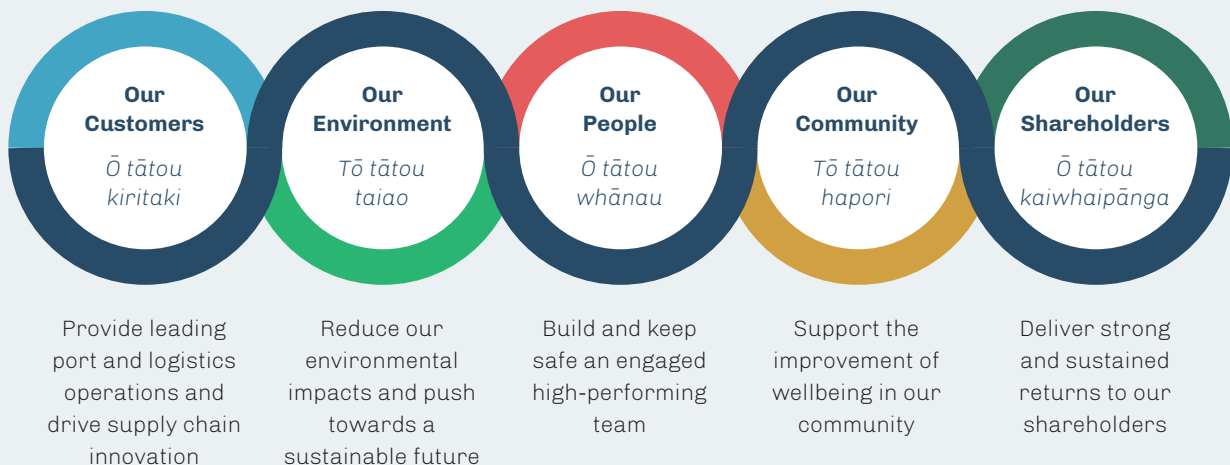 Our
Customers
Ō tātou
kiritaki
Our
Environment
Tō tātou
taiao
Our
People
Ō tātou
whānau
Our
Community
Tō tātou
hapori
Our
Shareholders
Ō tātou
kaiwhaipānga
Provide leading
port and logistics
operations and
drive supply chain
innovation
Reduce our
environmental
impacts and push
towards a
sustainable future
Build and keep
safe an engaged
high-performing
team
Support the
improvement of
wellbeing in our
community
Deliver strong
and sustained
returns to our
shareholders